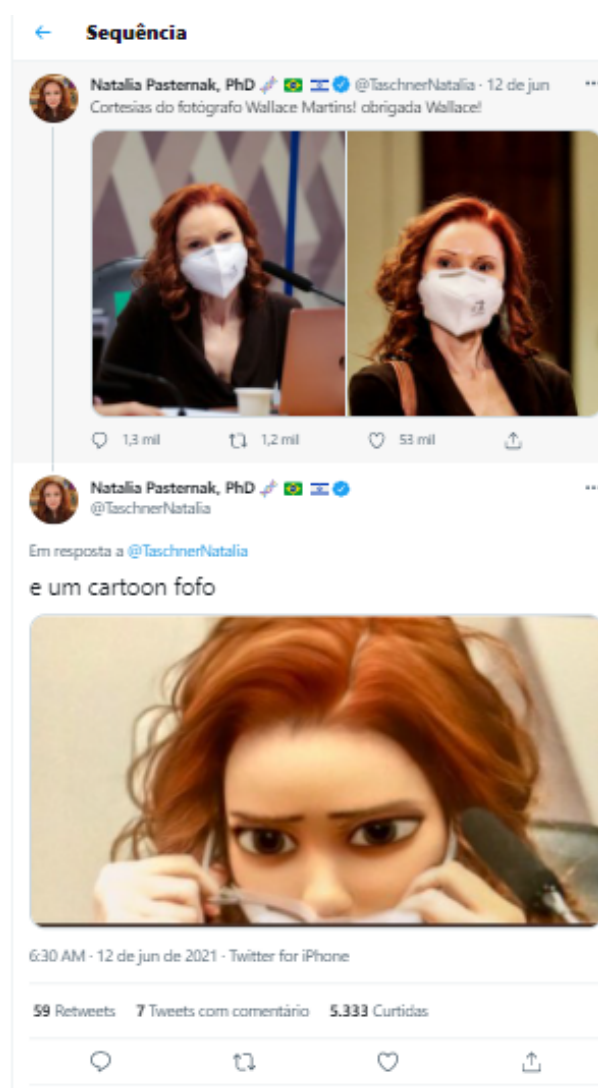 Sequência
Natalia Pasternak, PhD 🧬 🇧🇷 🇮🇱 @TaschnerNatalia · 12 de jun
Cortesias do fotógrafo Wallace Martins! obrigada Wallace!
1,3 mil 1,2 mil 53 mil
Natalia Pasternak, PhD 🧬 🇧🇷 🇮🇱
@TaschnerNatalia
Em resposta a @TaschnerNatalia
e um cartoon fofo
6:30 AM · 12 de jun de 2021 · Twitter for iPhone
59 Retweets 7 Tweets com comentário 5.333 Curtidas